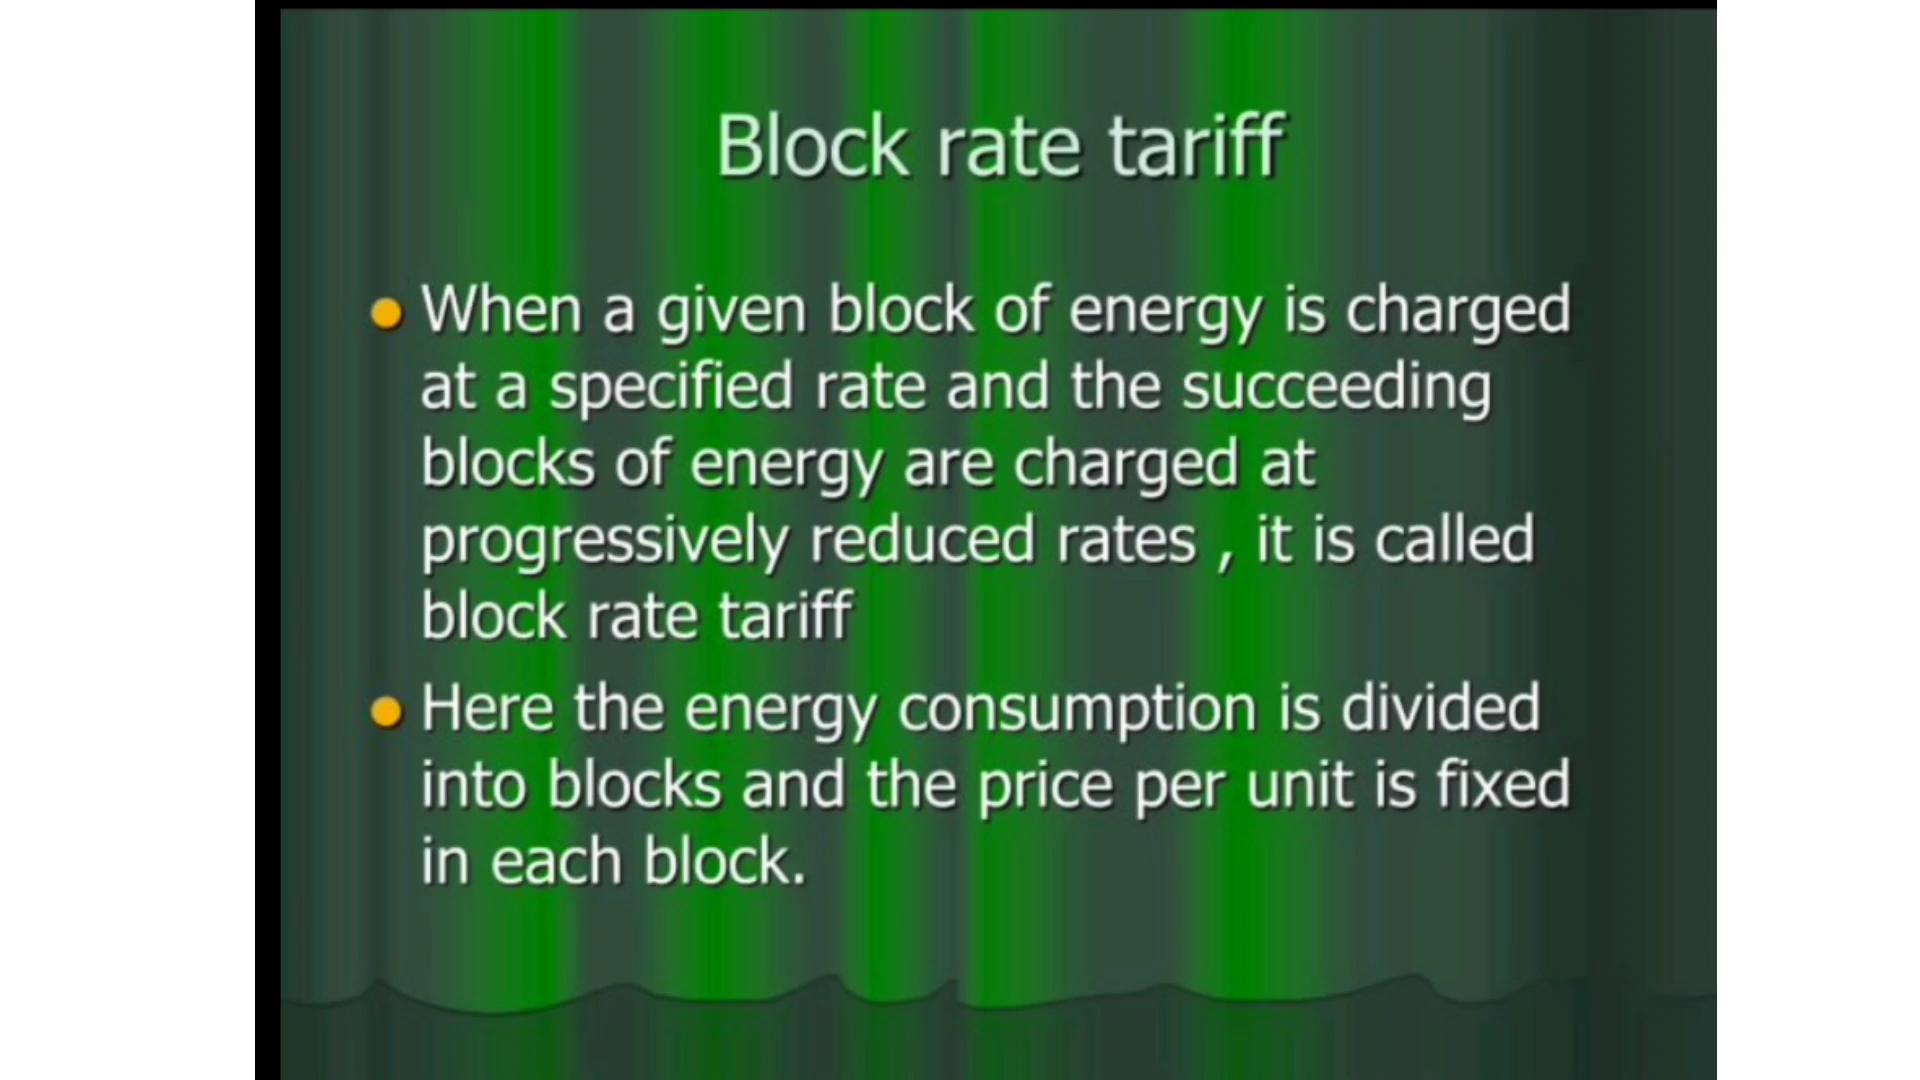 Block rate tariff
When a given block of energy is charged
at a specified rate and the succeeding
blocks of energy are charged at
progressively reduced rates , it is called
block rate tariff
Here the energy consumption is divided
into blocks and the price per unit is fixed
in each block.